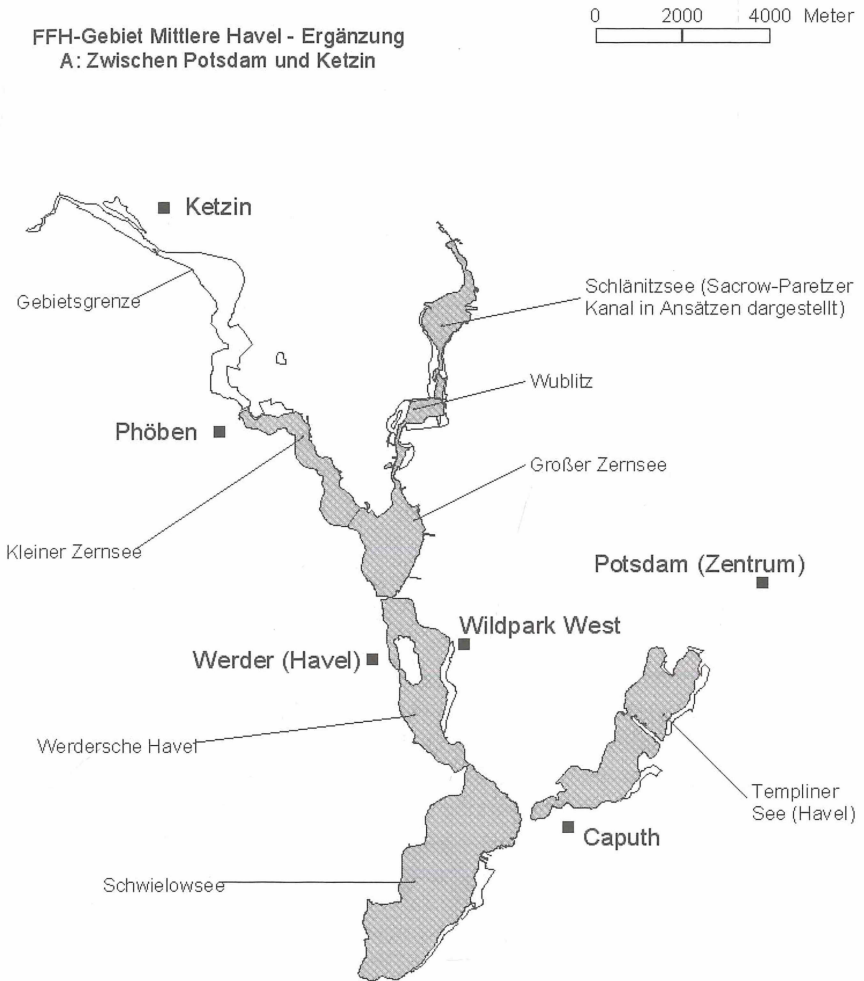 FFH-Gebiet Mittlere Havel - Ergänzung
A: Zwischen Potsdam und Ketzin
0 2000 4000 Meter
Ketzin
Gebietsgrenze
Schlänitzsee (Sacrow-Paretzer
Kanal in Ansätzen dargestellt)
Wublitz
Phöben
Großer Zernsee
Kleiner Zernsee
Potsdam (Zentrum)
Wildpark West
Werder (Havel)
Werdersche Havel
Templiner
See (Havel)
Caputh
Schwielowsee